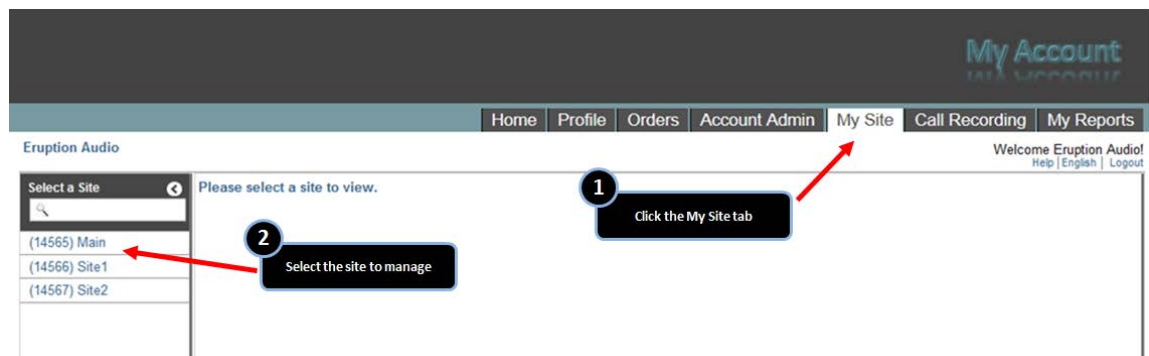 My Account
Home Profile Orders Account Admin My Site Call Recording My Reports
Eruption Audio
Welcome Eruption Audio!
Help | English | Logout
Select a Site
Please select a site to view.
1
Click the My Site tab
2
Select the site to manage
(14565) Main
(14566) Site1
(14567) Site2